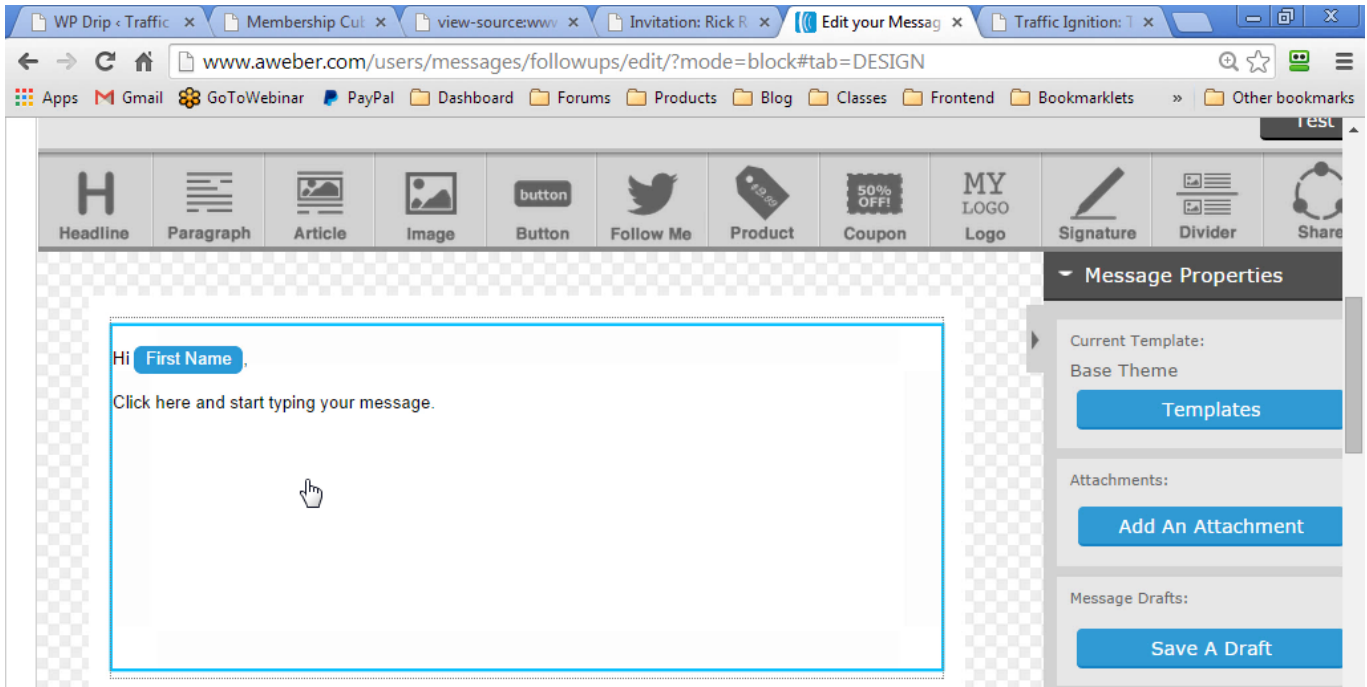 WP Drip ‹ Traffic
Membership Cub
view-source:www
Invitation: Rick R
Edit your Messag
Traffic Ignition: T
www.aweber.com/users/messages/followups/edit/?mode=block#tab=DESIGN
Apps Gmail GoToWebinar PayPal Dashboard Forums Products Blog Classes Frontend Bookmarklets » Other bookmarks
Test
H
button
$9.99
50%
OFF!
MY
LOGO
Headline Paragraph Article Image Button Follow Me Product Coupon Logo Signature Divider Share
Message Properties
Hi First Name ,
Click here and start typing your message.
Current Template:
Base Theme
Templates
Attachments:
Add An Attachment
Message Drafts:
Save A Draft